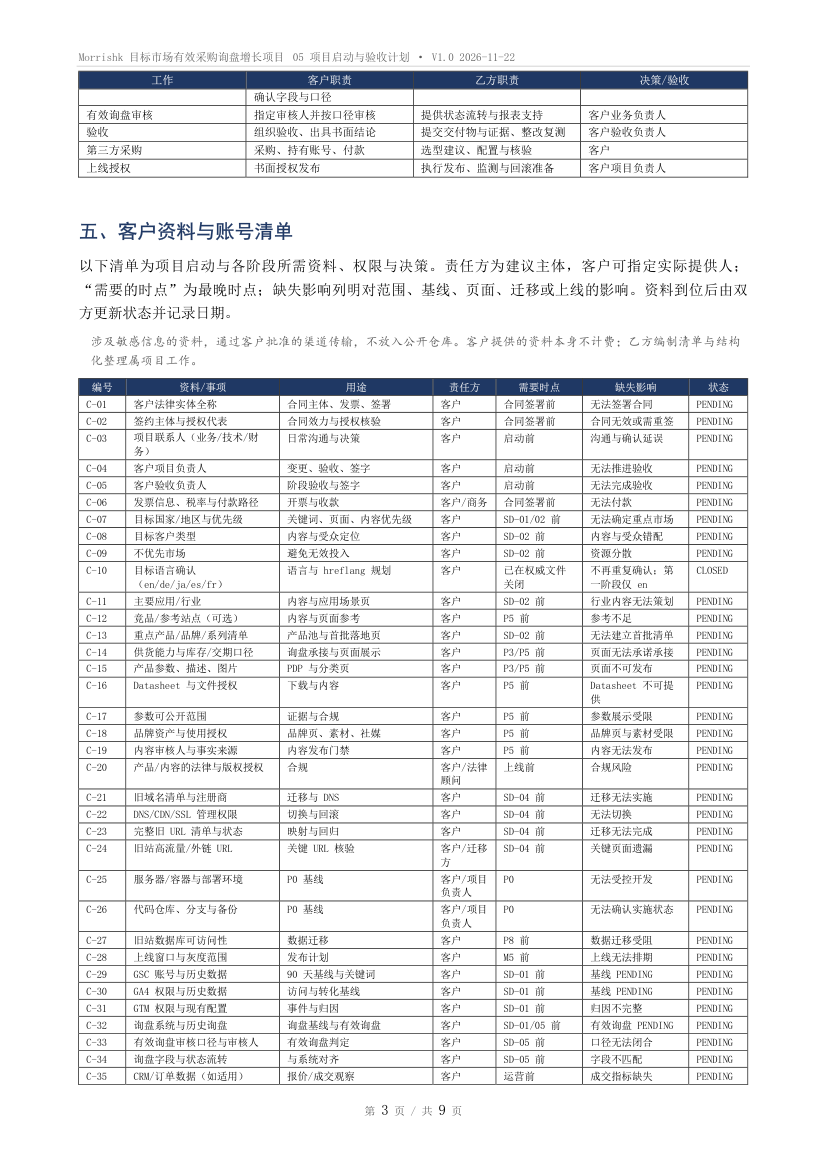 Morrishk 目标市场有效采购询盘增长项目 05 项目启动与验收计划 • V1.0 2026-11-22
工作 客户职责 乙方职责 决策/验收
确认字段与口径
有效询盘审核 指定审核人并按口径审核 提供状态流转与报表支持 客户业务负责人
验收 组织验收、出具书面结论 提交交付物与证据、整改复测 客户验收负责人
第三方采购 采购、持有账号、付款 选型建议、配置与核验 客户
上线授权 书面授权发布 执行发布、监测与回滚准备 客户项目负责人
五、客户资料与账号清单
以下清单为项目启动与各阶段所需资料、权限与决策。责任方为建议主体，客户可指定实际提供人；
“需要的时点”为最晚时点；缺失影响列明对范围、基线、页面、迁移或上线的影响。资料到位后由双
方更新状态并记录日期。
涉及敏感信息的资料，通过客户批准的渠道传输，不放入公开仓库。客户提供的资料本身不计费；乙方编制清单与结构
化整理属项目工作。
编号 资料/事项 用途 责任方 需要时点 缺失影响 状态
C-01 客户法律实体全称 合同主体、发票、签署 客户 合同签署前 无法签署合同 PENDING
C-02 签约主体与授权代表 合同效力与授权核验 客户 合同签署前 合同无效或需重签 PENDING
C-03 项目联系人（业务/技术/财 日常沟通与决策 客户 启动前 沟通与确认延误 PENDING
务）
C-04 客户项目负责人 变更、验收、签字 客户 启动前 无法推进验收 PENDING
C-05 客户验收负责人 阶段验收与签字 客户 启动前 无法完成验收 PENDING
C-06 发票信息、税率与付款路径 开票与收款 客户/商务 合同签署前 无法付款 PENDING
C-07 目标国家/地区与优先级 关键词、页面、内容优先级 客户 SD-01/02 前 无法确定重点市场 PENDING
C-08 目标客户类型 内容与受众定位 客户 SD-02 前 内容与受众错配 PENDING
C-09 不优先市场 避免无效投入 客户 SD-02 前 资源分散 PENDING
C-10 目标语言确认 语言与 hreflang 规划 客户 已在权威文件 不再重复确认；第 CLOSED
（en/de/ja/es/fr） 关闭 一阶段仅 en
C-11 主要应用/行业 内容与应用场景页 客户 SD-02 前 行业内容无法策划 PENDING
C-12 竞品/参考站点（可选） 内容与页面参考 客户 P5 前 参考不足 PENDING
C-13 重点产品/品牌/系列清单 产品池与首批落地页 客户 SD-02 前 无法建立首批清单 PENDING
C-14 供货能力与库存/交期口径 询盘承接与页面展示 客户 P3/P5 前 页面无法承诺承接 PENDING
C-15 产品参数、描述、图片 PDP 与分类页 客户 P3/P5 前 页面不可发布 PENDING
C-16 Datasheet 与文件授权 下载与内容 客户 P5 前 Datasheet 不可提 PENDING
供
C-17 参数可公开范围 证据与合规 客户 P5 前 参数展示受限 PENDING
C-18 品牌资产与使用授权 品牌页、素材、社媒 客户 P5 前 品牌页与素材受限 PENDING
C-19 内容审核人与事实来源 内容发布门禁 客户 P5 前 内容无法发布 PENDING
C-20 产品/内容的法律与版权授权 合规 客户/法律 上线前 合规风险 PENDING
顾问
C-21 旧域名清单与注册商 迁移与 DNS 客户 SD-04 前 迁移无法实施 PENDING
C-22 DNS/CDN/SSL 管理权限 切换与回滚 客户 SD-04 前 无法切换 PENDING
C-23 完整旧 URL 清单与状态 映射与回归 客户 SD-04 前 迁移无法完成 PENDING
C-24 旧站高流量/外链 URL 关键 URL 核验 客户/迁移 SD-04 前 关键页面遗漏 PENDING
方
C-25 服务器/容器与部署环境 P0 基线 客户/项目 P0 无法受控开发 PENDING
负责人
C-26 代码仓库、分支与备份 P0 基线 客户/项目 P0 无法确认实施状态 PENDING
负责人
C-27 旧站数据库可访问性 数据迁移 客户 P8 前 数据迁移受阻 PENDING
C-28 上线窗口与灰度范围 发布计划 客户 M5 前 上线无法排期 PENDING
C-29 GSC 账号与历史数据 90 天基线与关键词 客户 SD-01 前 基线 PENDING PENDING
C-30 GA4 权限与历史数据 访问与转化基线 客户 SD-01 前 基线 PENDING PENDING
C-31 GTM 权限与现有配置 事件与归因 客户 SD-01 前 归因不完整 PENDING
C-32 询盘系统与历史询盘 询盘基线与有效询盘 客户 SD-01/05 前 有效询盘 PENDING PENDING
C-33 有效询盘审核口径与审核人 有效询盘判定 客户 SD-05 前 口径无法闭合 PENDING
C-34 询盘字段与状态流转 与系统对齐 客户 SD-05 前 字段不匹配 PENDING
C-35 CRM/订单数据（如适用） 报价/成交观察 客户 运营前 成交指标缺失 PENDING
第 3 页 / 共 9 页